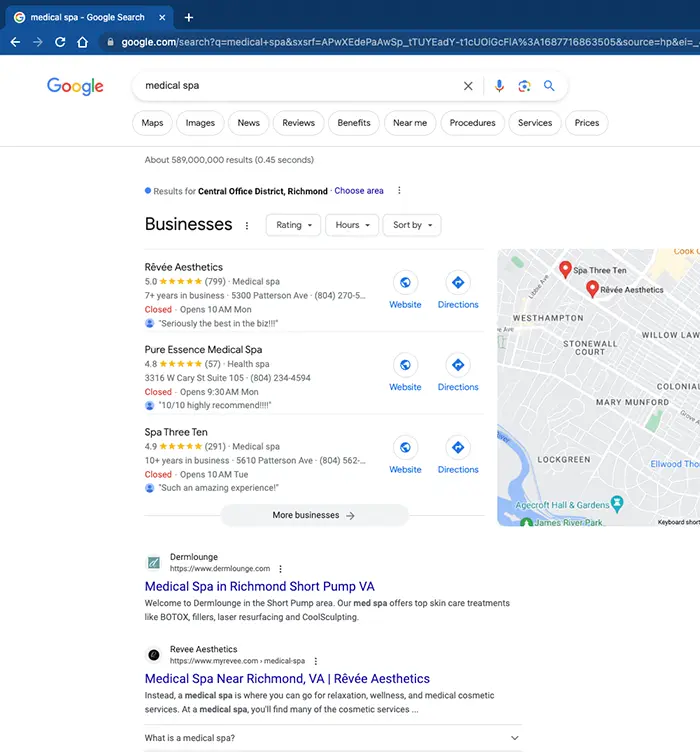 medical spa - Google Search
google.com/search?q=medical+spa&sxsrf=APwXEdePaAwSp_tTUYEadY-t1cUOlGcFlA%3A1687716863505&source=hp&ei=_
Google
medical spa
Maps
Images
News
Reviews
Benefits
Near me
Procedures
Services
Prices
About 589,000,000 results (0.45 seconds)
Results for Central Office District, Richmond · Choose area
Businesses
Rating
Hours
Sort by
Rêvée Aesthetics
5.0 ★★★★★ (799) · Medical spa
7+ years in business · 5300 Patterson Ave · (804) 270-5...
Closed · Opens 10 AM Mon
"Seriously the best in the biz!!!"
Website
Directions
Pure Essence Medical Spa
4.8 ★★★★★ (57) · Health spa
3316 W Cary St Suite 105 · (804) 234-4594
Closed · Opens 9:30 AM Mon
"10/10 highly recommend!!!!"
Website
Directions
Spa Three Ten
4.9 ★★★★★ (291) · Medical spa
10+ years in business · 5610 Patterson Ave · (804) 562-...
Closed · Opens 10 AM Tue
"Such an amazing experience!"
Website
Directions
More businesses →
Cook C
Spa Three Ten
Libbie Ave
Rêvée Aesthetics
WESTHAMPTON
WILLOW LAW
STONEWALL
COURT
COLONIA
MARY MUNFORD
Grove Av
LOCKGREEN
Ellwood Tho
Agecroft Hall & Gardens
James River Park
Keyboard short
Dermlounge
https://www.dermlounge.com
Medical Spa in Richmond Short Pump VA
Welcome to Dermlounge in the Short Pump area. Our med spa offers top skin care treatments
like BOTOX, fillers, laser resurfacing and CoolSculpting.
Revee Aesthetics
https://www.myrevee.com › medical-spa
Medical Spa Near Richmond, VA | Rêvée Aesthetics
Instead, a medical spa is where you can go for relaxation, wellness, and medical cosmetic
services. At a medical spa, you'll find many of the cosmetic services ...
What is a medical spa?